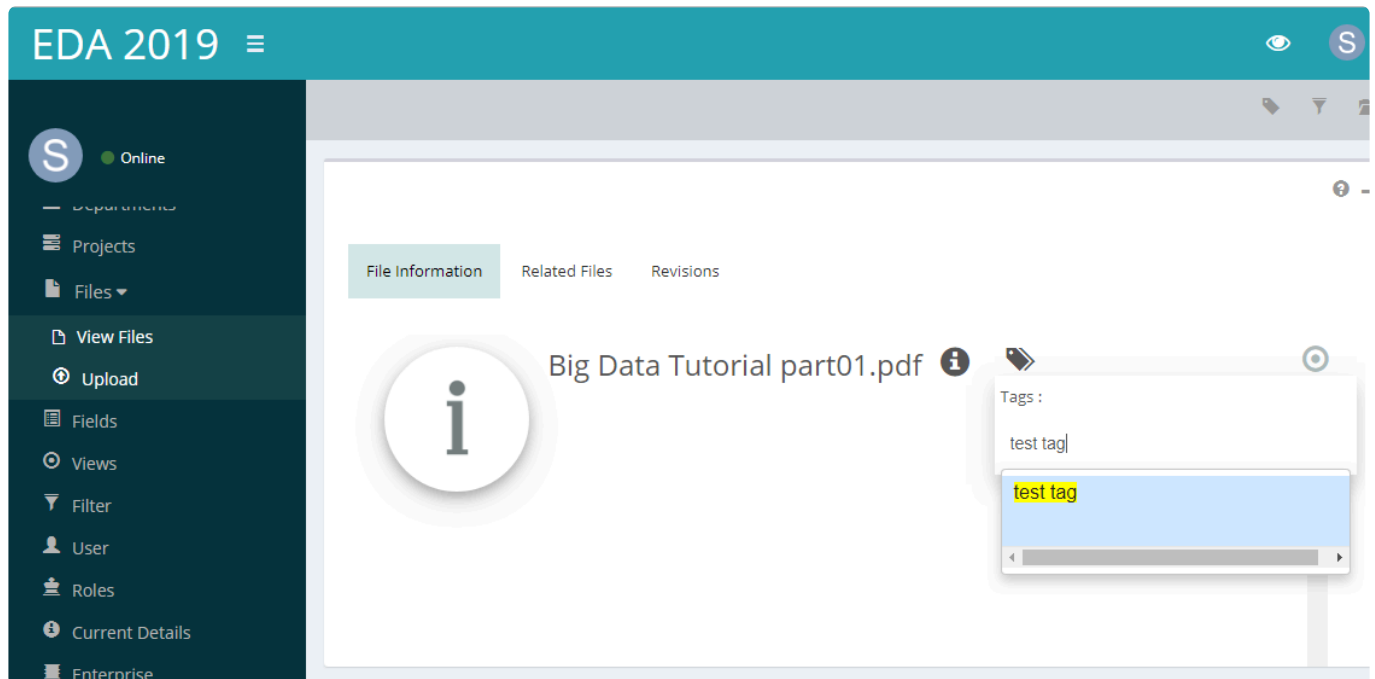 EDA 2019
S
S
Online
Departments
Projects
Files
View Files
Upload
Fields
Views
Filter
User
Roles
Current Details
Enterprise
File Information Related Files Revisions
Big Data Tutorial part01.pdf
Tags :
test tag
test tag